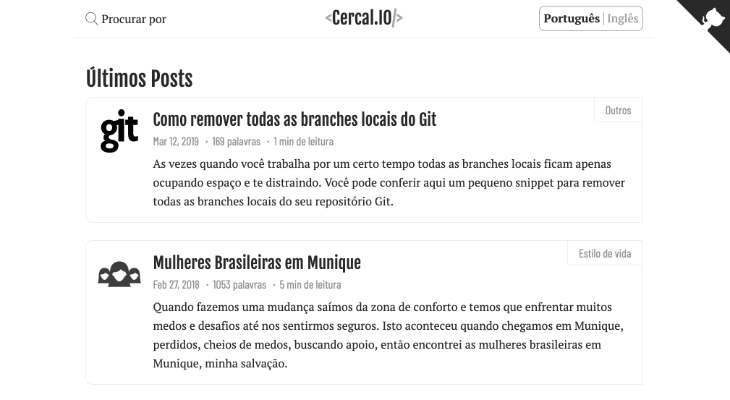 Procurar por
<Cercal.IO/>
Português | Inglês
Últimos Posts
Outros
git
Como remover todas as branches locais do Git
Mar 12, 2019 • 169 palavras • 1 min de leitura
As vezes quando você trabalha por um certo tempo todas as branches locais ficam apenas
ocupando espaço e te distraindo. Você pode conferir aqui um pequeno snippet para remover
todas as branches locais do seu repositório Git.
Estilo de vida
Mulheres Brasileiras em Munique
Feb 27, 2018 • 1053 palavras • 5 min de leitura
Quando fazemos uma mudança saímos da zona de conforto e temos que enfrentar muitos
medos e desafios até nos sentirmos seguros. Isto aconteceu quando chegamos em Munique,
perdidos, cheios de medos, buscando apoio, então encontrei as mulheres brasileiras em
Munique, minha salvação.